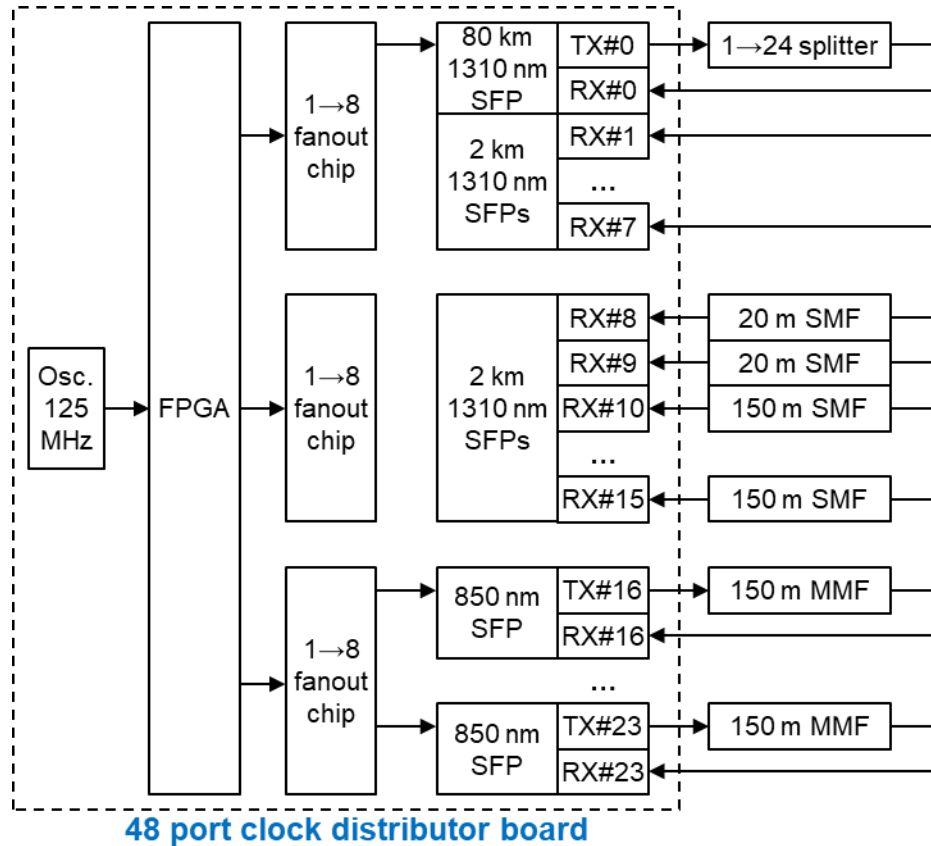 Osc.
125
MHz
FPGA
1→8
fanout
chip
80 km
1310 nm
SFP
TX#0
RX#0
1→24 splitter
2 km
1310 nm
SFPs
RX#1
...
RX#7
1→8
fanout
chip
2 km
1310 nm
SFPs
RX#8
20 m SMF
RX#9
20 m SMF
RX#10
150 m SMF
...
RX#15
150 m SMF
1→8
fanout
chip
850 nm
SFP
TX#16
150 m MMF
RX#16
...
850 nm
SFP
TX#23
150 m MMF
RX#23
48 port clock distributor board